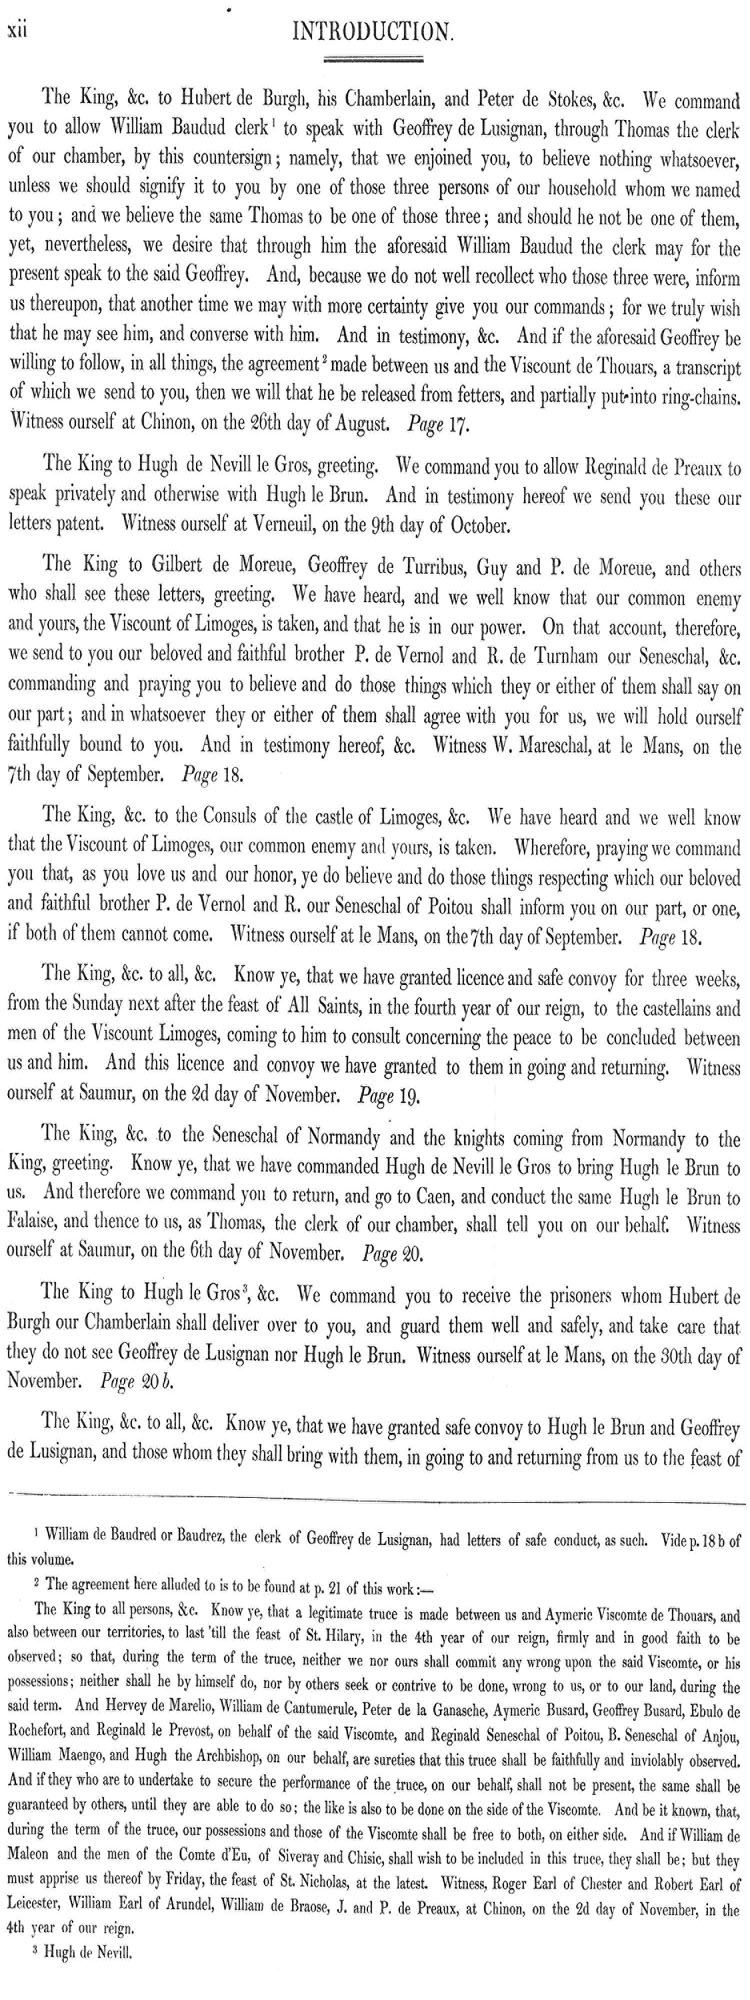 xii
INTRODUCTION.
The King, &c. to Hubert de Burgh, his Chamberlain, and Peter de Stokes, &c. We command
you to allow William Baudud clerk¹ to speak with Geoffrey de Lusignan, through Thomas the clerk
of our chamber, by this countersign; namely, that we enjoined you, to believe nothing whatsoever,
unless we should signify it to you by one of those three persons of our household whom we named
to you; and we believe the same Thomas to be one of those three; and should he not be one of them,
yet, nevertheless, we desire that through him the aforesaid William Baudud the clerk may for the
present speak to the said Geoffrey. And, because we do not well recollect who those three were, inform
us thereupon, that another time we may with more certainty give you our commands; for we truly wish
that he may see him, and converse with him. And in testimony, &c. And if the aforesaid Geoffrey be
willing to follow, in all things, the agreement² made between us and the Viscount de Thouars, a transcript
of which we send to you, then we will that he be released from fetters, and partially put into ring-chains.
Witness ourself at Chinon, on the 26th day of August. Page 17.
The King to Hugh de Nevill le Gros, greeting. We command you to allow Reginald de Preaux to
speak privately and otherwise with Hugh le Brun. And in testimony hereof we send you these our
letters patent. Witness ourself at Verneuil, on the 9th day of October.
The King to Gilbert de Moreue, Geoffrey de Turribus, Guy and P. de Moreue, and others
who shall see these letters, greeting. We have heard, and we well know that our common enemy
and yours, the Viscount of Limoges, is taken, and that he is in our power. On that account, therefore,
we send to you our beloved and faithful brother P. de Vernol and R. de Turnham our Seneschal, &c.
commanding and praying you to believe and do those things which they or either of them shall say on
our part; and in whatsoever they or either of them shall agree with you for us, we will hold ourself
faithfully bound to you. And in testimony hereof, &c. Witness W. Mareschal, at le Mans, on the
7th day of September. Page 18.
The King, &c. to the Consuls of the castle of Limoges, &c. We have heard and we well know
that the Viscount of Limoges, our common enemy and yours, is taken. Wherefore, praying we command
you that, as you love us and our honor, ye do believe and do those things respecting which our beloved
and faithful brother P. de Vernol and R. our Seneschal of Poitou shall inform you on our part, or one,
if both of them cannot come. Witness ourself at le Mans, on the 7th day of September. Page 18.
The King, &c. to all, &c. Know ye, that we have granted licence and safe convoy for three weeks,
from the Sunday next after the feast of All Saints, in the fourth year of our reign, to the castellains and
men of the Viscount Limoges, coming to him to consult concerning the peace to be concluded between
us and him. And this licence and convoy we have granted to them in going and returning. Witness
ourself at Saumur, on the 2d day of November. Page 19.
The King, &c. to the Seneschal of Normandy and the knights coming from Normandy to the
King, greeting. Know ye, that we have commanded Hugh de Nevill le Gros to bring Hugh le Brun to
us. And therefore we command you to return, and go to Caen, and conduct the same Hugh le Brun to
Falaise, and thence to us, as Thomas, the clerk of our chamber, shall tell you on our behalf. Witness
ourself at Saumur, on the 6th day of November. Page 20.
The King to Hugh le Gros³, &c. We command you to receive the prisoners whom Hubert de
Burgh our Chamberlain shall deliver over to you, and guard them well and safely, and take care that
they do not see Geoffrey de Lusignan nor Hugh le Brun. Witness ourself at le Mans, on the 30th day of
November. Page 20 b.
The King, &c. to all, &c. Know ye, that we have granted safe convoy to Hugh le Brun and Geoffrey
de Lusignan, and those whom they shall bring with them, in going to and returning from us to the feast of
¹ William de Baudred or Baudrez, the clerk of Geoffrey de Lusignan, had letters of safe conduct, as such. Vide p. 18 b of
this volume.
² The agreement here alluded to is to be found at p. 21 of this work:—
The King to all persons, &c. Know ye, that a legitimate truce is made between us and Aymeric Viscomte de Thouars, and
also between our territories, to last 'till the feast of St. Hilary, in the 4th year of our reign, firmly and in good faith to be
observed; so that, during the term of the truce, neither we nor ours shall commit any wrong upon the said Viscomte, or his
possessions; neither shall he by himself do, nor by others seek or contrive to be done, wrong to us, or to our land, during the
said term. And Hervey de Marelio, William de Cantumerule, Peter de la Ganasche, Aymeric Busard, Geoffrey Busard, Ebulo de
Rochefort, and Reginald le Prevost, on behalf of the said Viscomte, and Reginald Seneschal of Poitou, B. Seneschal of Anjou,
William Maengo, and Hugh the Archbishop, on our behalf, are sureties that this truce shall be faithfully and inviolably observed.
And if they who are to undertake to secure the performance of the truce, on our behalf, shall not be present, the same shall be
guaranteed by others, until they are able to do so; the like is also to be done on the side of the Viscomte. And be it known, that,
during the term of the truce, our possessions and those of the Viscomte shall be free to both, on either side. And if William de
Maleon and the men of the Comte d'Eu, of Siveray and Chisic, shall wish to be included in this truce, they shall be; but they
must apprise us thereof by Friday, the feast of St. Nicholas, at the latest. Witness, Roger Earl of Chester and Robert Earl of
Leicester, William Earl of Arundel, William de Braose, J. and P. de Preaux, at Chinon, on the 2d day of November, in the
4th year of our reign.
³ Hugh de Nevill.